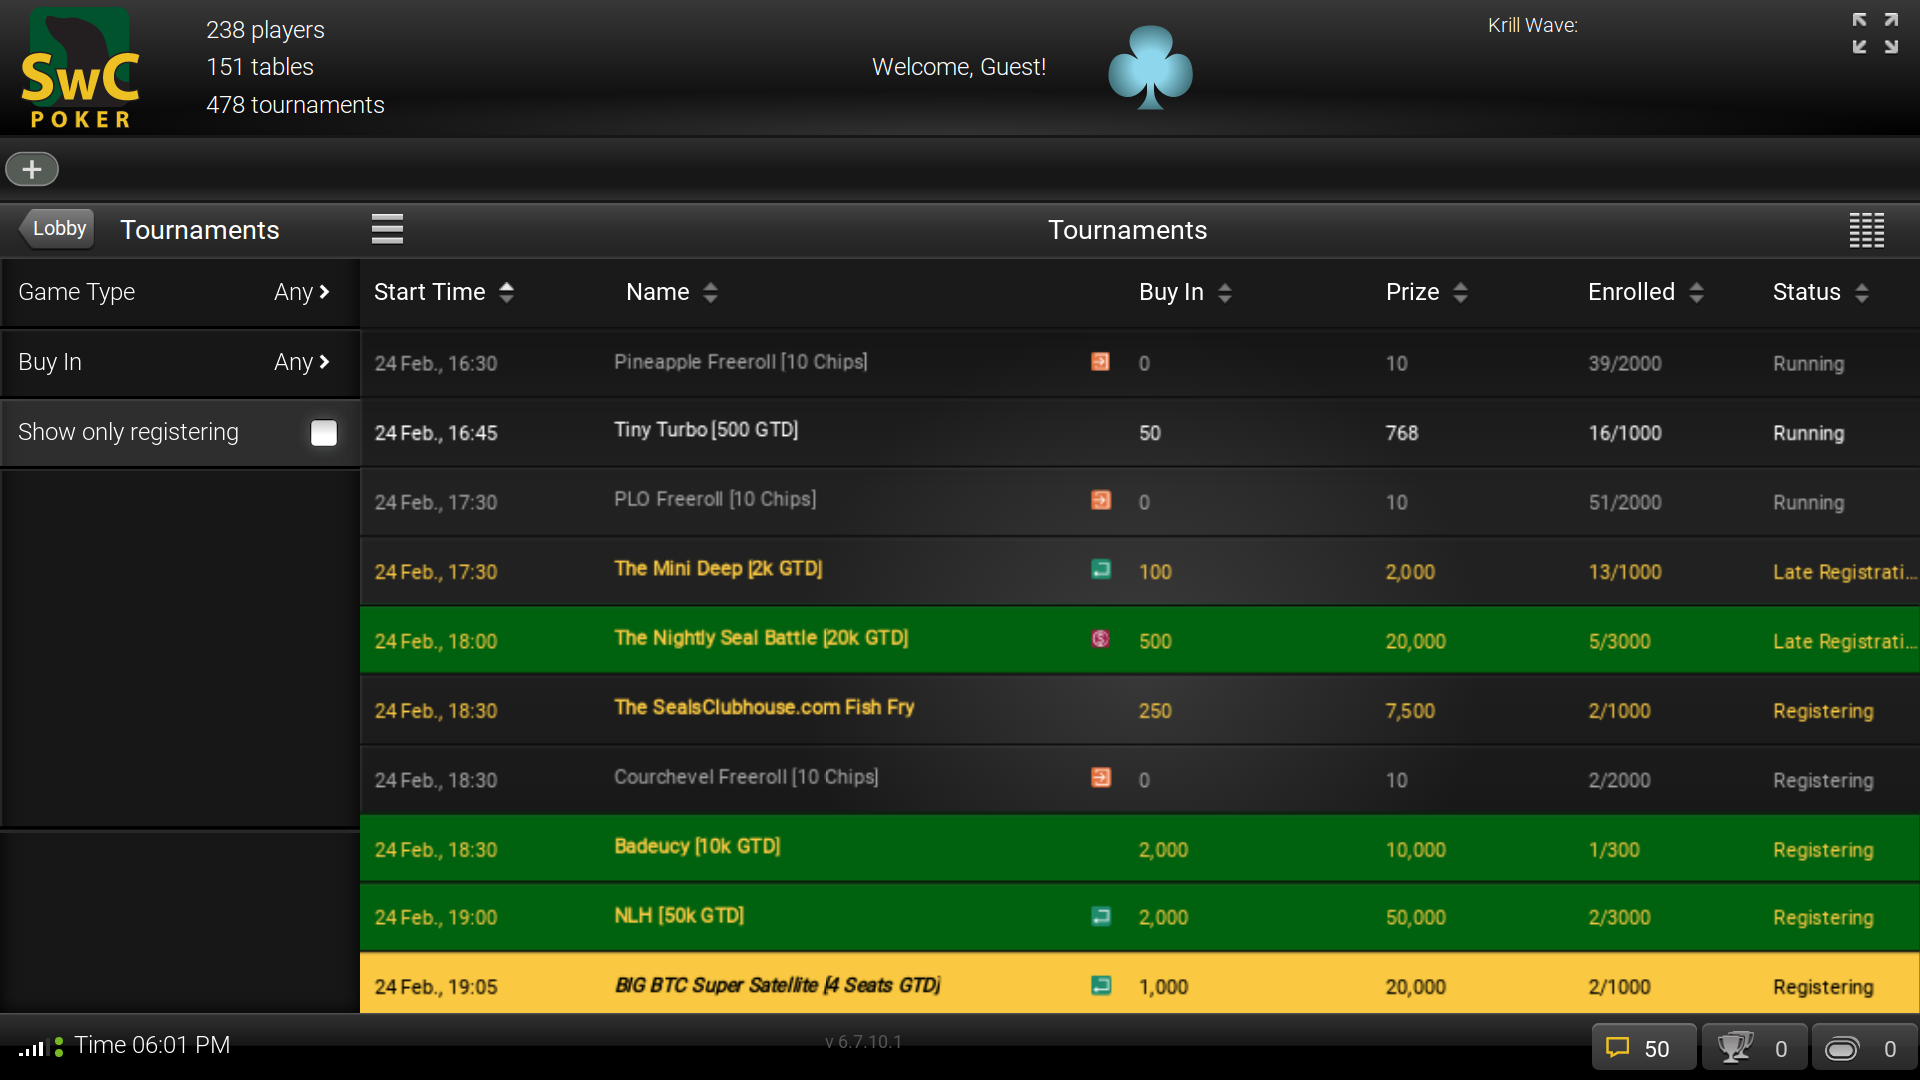 SwC
POKER
238 players
151 tables
478 tournaments
Welcome, Guest!
Krill Wave:
Lobby
Tournaments
Tournaments
Game Type Any
Buy In Any
Show only registering
Start Time Name Buy In Prize Enrolled Status
24 Feb., 16:30 Pineapple Freeroll [10 Chips] 0 10 39/2000 Running
24 Feb., 16:45 Tiny Turbo [500 GTD] 50 768 16/1000 Running
24 Feb., 17:30 PLO Freeroll [10 Chips] 0 10 51/2000 Running
24 Feb., 17:30 The Mini Deep [2k GTD] 100 2,000 13/1000 Late Registrati...
24 Feb., 18:00 The Nightly Seal Battle [20k GTD] 500 20,000 5/3000 Late Registrati...
24 Feb., 18:30 The SealsClubhouse.com Fish Fry 250 7,500 2/1000 Registering
24 Feb., 18:30 Courchevel Freeroll [10 Chips] 0 10 2/2000 Registering
24 Feb., 18:30 Badeucy [10k GTD] 2,000 10,000 1/300 Registering
24 Feb., 19:00 NLH [50k GTD] 2,000 50,000 2/3000 Registering
24 Feb., 19:05 BIG BTC Super Satellite [4 Seats GTD] 1,000 20,000 2/1000 Registering
Time 06:01 PM
v 6.7.10.1
50
0
0